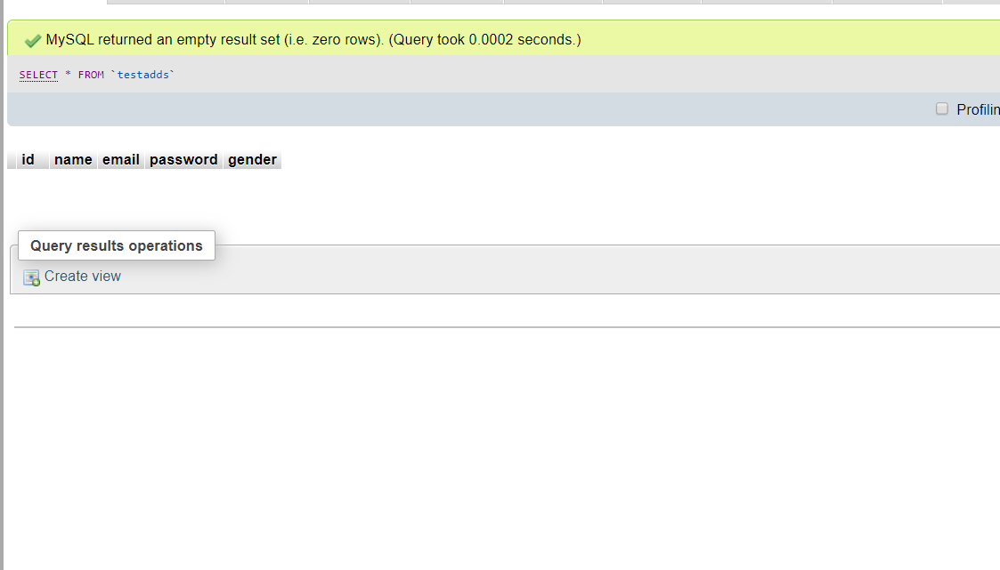 MySQL returned an empty result set (i.e. zero rows). (Query took 0.0002 seconds.)
SELECT * FROM `testadds`
Profilin
id name email password gender
Query results operations
Create view